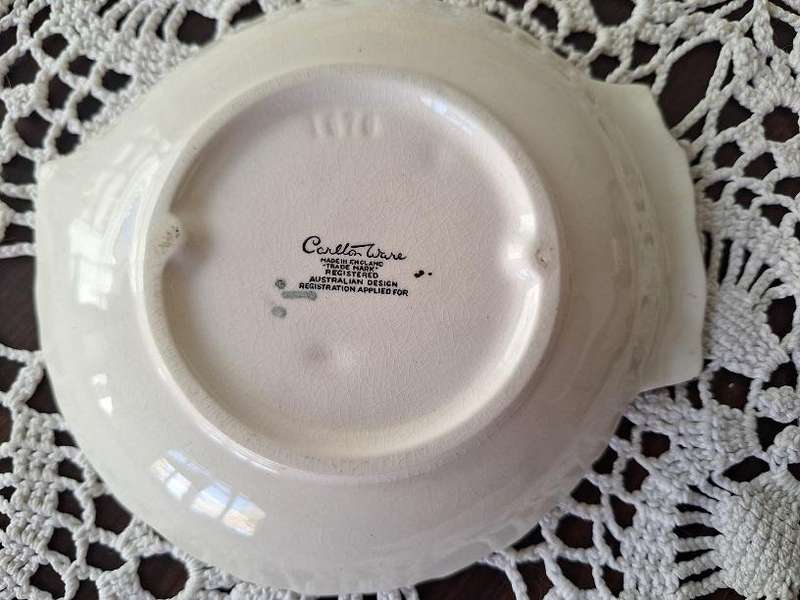 Carlton Ware
MADE IN ENGLAND
"TRADE MARK"
REGISTERED
AUSTRALIAN DESIGN
REGISTRATION APPLIED FOR